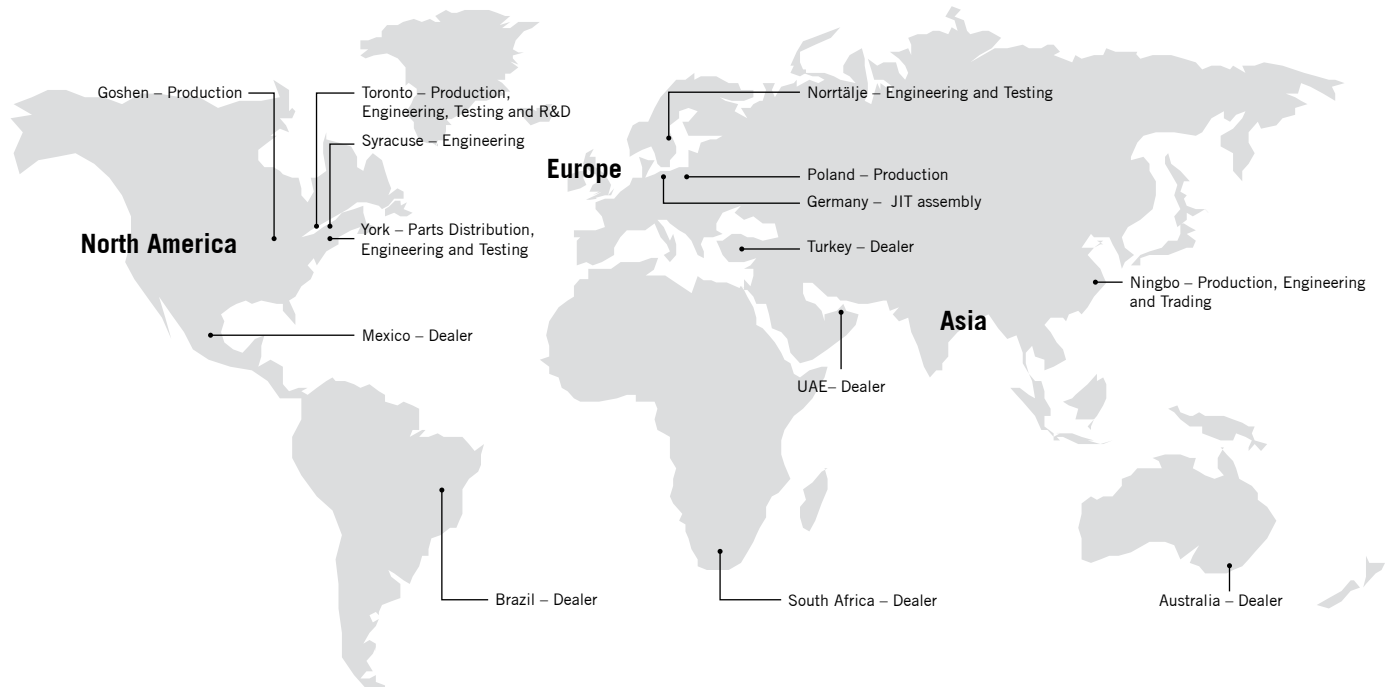 Goshen – Production
Toronto – Production,
Engineering, Testing and R&D
Syracuse – Engineering
York – Parts Distribution,
Engineering and Testing
North America
Mexico – Dealer
Brazil – Dealer
Europe
Norrtälje – Engineering and Testing
Poland – Production
Germany – JIT assembly
Turkey – Dealer
UAE– Dealer
South Africa – Dealer
Asia
Ningbo – Production, Engineering
and Trading
Australia – Dealer